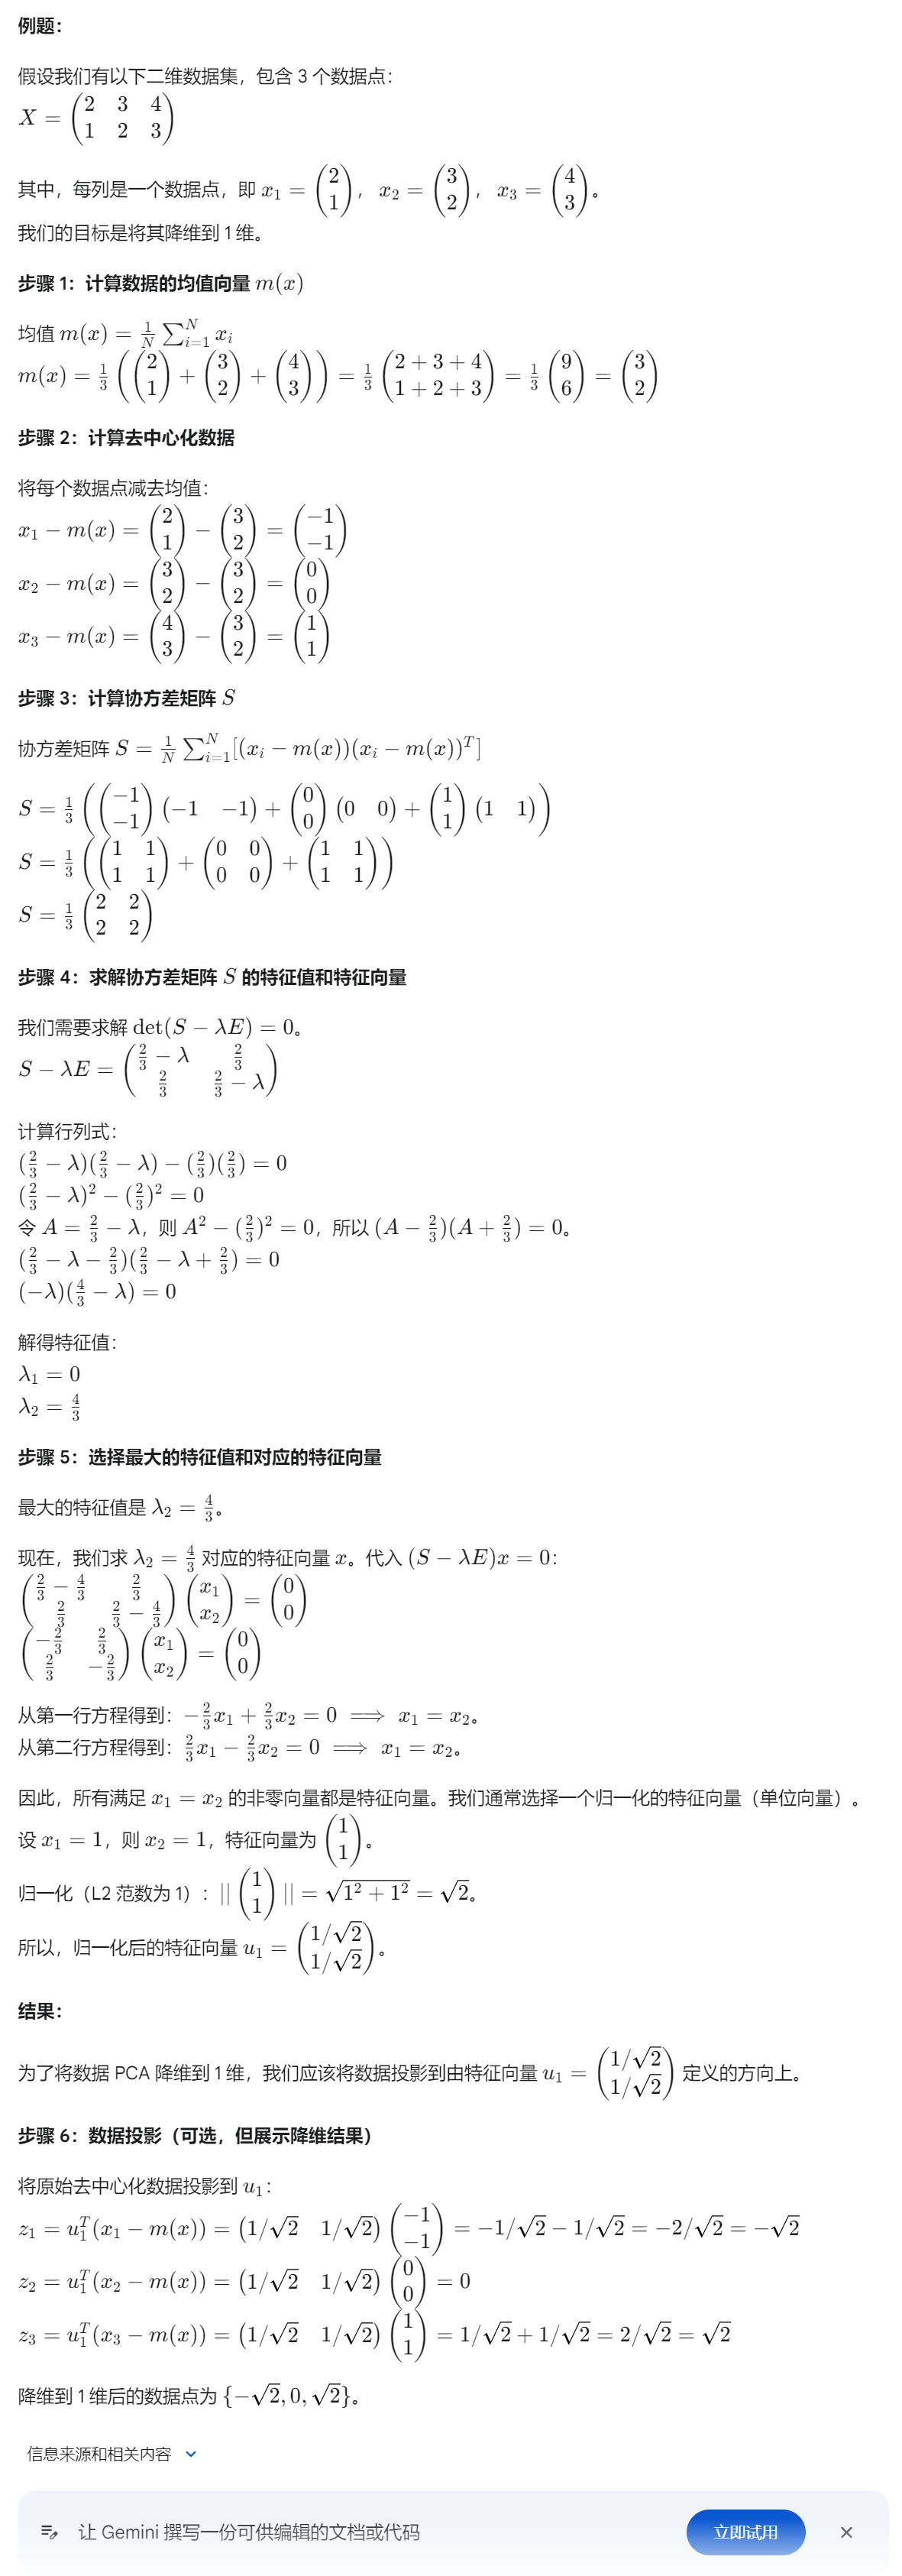 例题：
假设我们有以下二维数据集，包含 3 个数据点：
$X = \begin{pmatrix} 2 & 3 & 4 \\ 1 & 2 & 3 \end{pmatrix}$
其中，每列是一个数据点，即 $x_1 = \begin{pmatrix} 2 \\ 1 \end{pmatrix}$， $x_2 = \begin{pmatrix} 3 \\ 2 \end{pmatrix}$， $x_3 = \begin{pmatrix} 4 \\ 3 \end{pmatrix}$。
我们的目标是将其降维到 1 维。
步骤 1：计算数据的均值向量 $m(x)$
均值 $m(x) = \frac{1}{N} \sum_{i=1}^{N} x_i$
$m(x) = \frac{1}{3} \left( \begin{pmatrix} 2 \\ 1 \end{pmatrix} + \begin{pmatrix} 3 \\ 2 \end{pmatrix} + \begin{pmatrix} 4 \\ 3 \end{pmatrix} \right) = \frac{1}{3} \begin{pmatrix} 2+3+4 \\ 1+2+3 \end{pmatrix} = \frac{1}{3} \begin{pmatrix} 9 \\ 6 \end{pmatrix} = \begin{pmatrix} 3 \\ 2 \end{pmatrix}$
步骤 2：计算去中心化数据
将每个数据点减去均值：
$x_1 - m(x) = \begin{pmatrix} 2 \\ 1 \end{pmatrix} - \begin{pmatrix} 3 \\ 2 \end{pmatrix} = \begin{pmatrix} -1 \\ -1 \end{pmatrix}$
$x_2 - m(x) = \begin{pmatrix} 3 \\ 2 \end{pmatrix} - \begin{pmatrix} 3 \\ 2 \end{pmatrix} = \begin{pmatrix} 0 \\ 0 \end{pmatrix}$
$x_3 - m(x) = \begin{pmatrix} 4 \\ 3 \end{pmatrix} - \begin{pmatrix} 3 \\ 2 \end{pmatrix} = \begin{pmatrix} 1 \\ 1 \end{pmatrix}$
步骤 3：计算协方差矩阵 $S$
协方差矩阵 $S = \frac{1}{N} \sum_{i=1}^{N} [(x_i - m(x))(x_i - m(x))^T]$
$S = \frac{1}{3} \left( \begin{pmatrix} -1 \\ -1 \end{pmatrix} \begin{pmatrix} -1 & -1 \end{pmatrix} + \begin{pmatrix} 0 \\ 0 \end{pmatrix} \begin{pmatrix} 0 & 0 \end{pmatrix} + \begin{pmatrix} 1 \\ 1 \end{pmatrix} \begin{pmatrix} 1 & 1 \end{pmatrix} \right)$
$S = \frac{1}{3} \left( \begin{pmatrix} 1 & 1 \\ 1 & 1 \end{pmatrix} + \begin{pmatrix} 0 & 0 \\ 0 & 0 \end{pmatrix} + \begin{pmatrix} 1 & 1 \\ 1 & 1 \end{pmatrix} \right)$
$S = \frac{1}{3} \begin{pmatrix} 2 & 2 \\ 2 & 2 \end{pmatrix}$
步骤 4：求解协方差矩阵 $S$ 的特征值和特征向量
我们需要求解 $\det(S - \lambda E) = 0$。
$S - \lambda E = \begin{pmatrix} \frac{2}{3} - \lambda & \frac{2}{3} \\ \frac{2}{3} & \frac{2}{3} - \lambda \end{pmatrix}$
计算行列式：
$(\frac{2}{3} - \lambda)(\frac{2}{3} - \lambda) - (\frac{2}{3})(\frac{2}{3}) = 0$
$(\frac{2}{3} - \lambda)^2 - (\frac{2}{3})^2 = 0$
令 $A = \frac{2}{3} - \lambda$，则 $A^2 - (\frac{2}{3})^2 = 0$，所以 $(A - \frac{2}{3})(A + \frac{2}{3}) = 0$。
$(\frac{2}{3} - \lambda - \frac{2}{3})(\frac{2}{3} - \lambda + \frac{2}{3}) = 0$
$(-\lambda)(\frac{4}{3} - \lambda) = 0$
解得特征值：
$\lambda_1 = 0$
$\lambda_2 = \frac{4}{3}$
步骤 5：选择最大的特征值和对应的特征向量
最大的特征值是 $\lambda_2 = \frac{4}{3}$。
现在，我们求 $\lambda_2 = \frac{4}{3}$ 对应的特征向量 $x$。代入 $(S - \lambda E)x = 0$：
$\begin{pmatrix} \frac{2}{3} - \frac{4}{3} & \frac{2}{3} \\ \frac{2}{3} & \frac{2}{3} - \frac{4}{3} \end{pmatrix} \begin{pmatrix} x_1 \\ x_2 \end{pmatrix} = \begin{pmatrix} 0 \\ 0 \end{pmatrix}$
$\begin{pmatrix} -\frac{2}{3} & \frac{2}{3} \\ \frac{2}{3} & -\frac{2}{3} \end{pmatrix} \begin{pmatrix} x_1 \\ x_2 \end{pmatrix} = \begin{pmatrix} 0 \\ 0 \end{pmatrix}$
从第一行方程得到：$-\frac{2}{3}x_1 + \frac{2}{3}x_2 = 0 \implies x_1 = x_2$。
从第二行方程得到：$\frac{2}{3}x_1 - \frac{2}{3}x_2 = 0 \implies x_1 = x_2$。
因此，所有满足 $x_1 = x_2$ 的非零向量都是特征向量。我们通常选择一个归一化的特征向量（单位向量）。
设 $x_1 = 1$，则 $x_2 = 1$，特征向量为 $\begin{pmatrix} 1 \\ 1 \end{pmatrix}$。
归一化（L2 范数为 1）：$||\begin{pmatrix} 1 \\ 1 \end{pmatrix}|| = \sqrt{1^2 + 1^2} = \sqrt{2}$。
所以，归一化后的特征向量 $u_1 = \begin{pmatrix} 1/\sqrt{2} \\ 1/\sqrt{2} \end{pmatrix}$。
结果：
为了将数据 PCA 降维到 1 维，我们应该将数据投影到由特征向量 $u_1 = \begin{pmatrix} 1/\sqrt{2} \\ 1/\sqrt{2} \end{pmatrix}$ 定义的方向上。
步骤 6：数据投影（可选，但展示降维结果）
将原始去中心化数据投影到 $u_1$：
$z_1 = u_1^T(x_1 - m(x)) = \begin{pmatrix} 1/\sqrt{2} & 1/\sqrt{2} \end{pmatrix} \begin{pmatrix} -1 \\ -1 \end{pmatrix} = -1/\sqrt{2} - 1/\sqrt{2} = -2/\sqrt{2} = -\sqrt{2}$
$z_2 = u_1^T(x_2 - m(x)) = \begin{pmatrix} 1/\sqrt{2} & 1/\sqrt{2} \end{pmatrix} \begin{pmatrix} 0 \\ 0 \end{pmatrix} = 0$
$z_3 = u_1^T(x_3 - m(x)) = \begin{pmatrix} 1/\sqrt{2} & 1/\sqrt{2} \end{pmatrix} \begin{pmatrix} 1 \\ 1 \end{pmatrix} = 1/\sqrt{2} + 1/\sqrt{2} = 2/\sqrt{2} = \sqrt{2}$
降维到 1 维后的数据点为 $\{-\sqrt{2}, 0, \sqrt{2}\}$。
信息来源和相关内容
让 Gemini 撰写一份可供编辑的文档或代码
立即试用